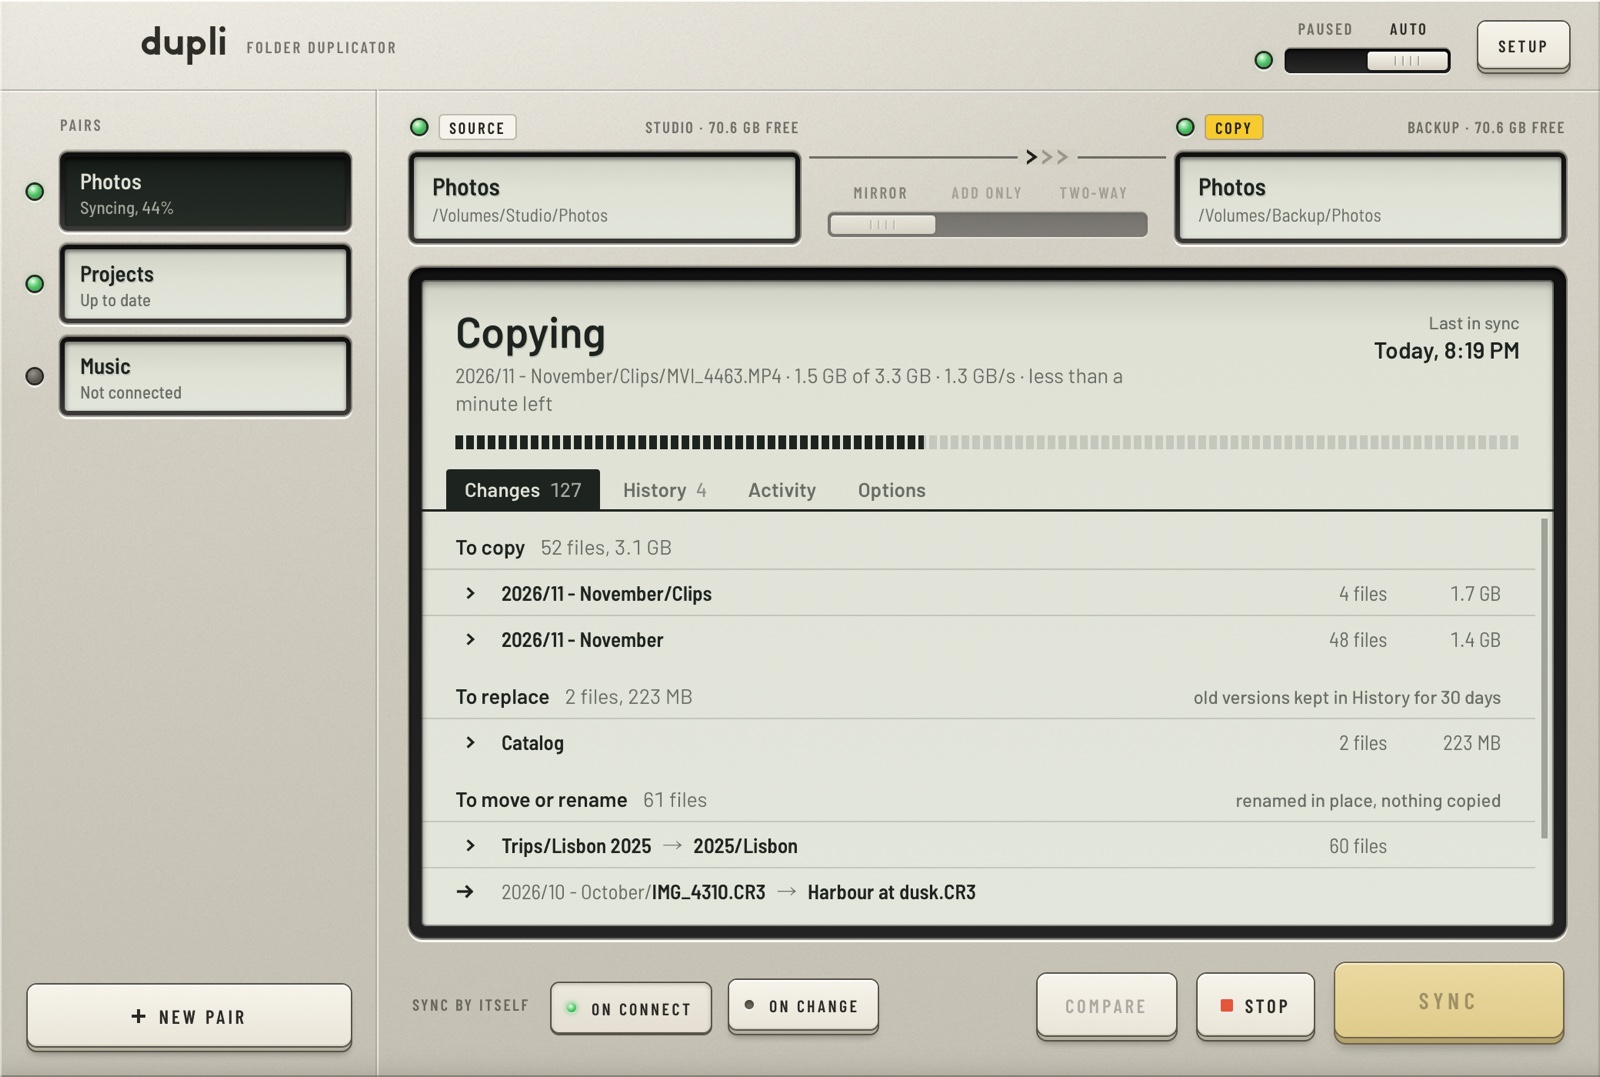 dupli FOLDER DUPLICATOR
PAUSED AUTO
SETUP
PAIRS
Photos
Syncing, 44%
Projects
Up to date
Music
Not connected
+ NEW PAIR
SOURCE STUDIO · 70.6 GB FREE
Photos
/Volumes/Studio/Photos
MIRROR ADD ONLY TWO-WAY
COPY BACKUP · 70.6 GB FREE
Photos
/Volumes/Backup/Photos
Copying
2026/11 - November/Clips/MVI_4463.MP4 · 1.5 GB of 3.3 GB · 1.3 GB/s · less than a
minute left
Last in sync
Today, 8:19 PM
Changes 127 History 4 Activity Options
To copy 52 files, 3.1 GB
2026/11 - November/Clips 4 files 1.7 GB
2026/11 - November 48 files 1.4 GB
To replace 2 files, 223 MB old versions kept in History for 30 days
Catalog 2 files 223 MB
To move or rename 61 files renamed in place, nothing copied
Trips/Lisbon 2025 → 2025/Lisbon 60 files
→ 2026/10 - October/IMG_4310.CR3 → Harbour at dusk.CR3
SYNC BY ITSELF ON CONNECT ON CHANGE
COMPARE STOP SYNC